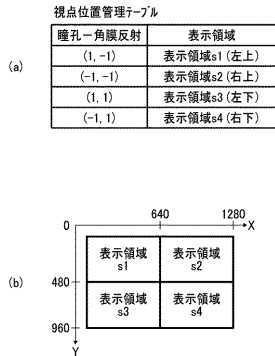 視点位置管理テーブル
(a)
瞳孔−角膜反射 表示領域
(1, -1) 表示領域s1(左上)
(-1, -1) 表示領域s2(右上)
(1, 1) 表示領域s3(左下)
(-1, 1) 表示領域s4(右下)
(b)
0 640 1280 X
表示領域 表示領域
s1 s2
480
表示領域 表示領域
s3 s4
960
Y